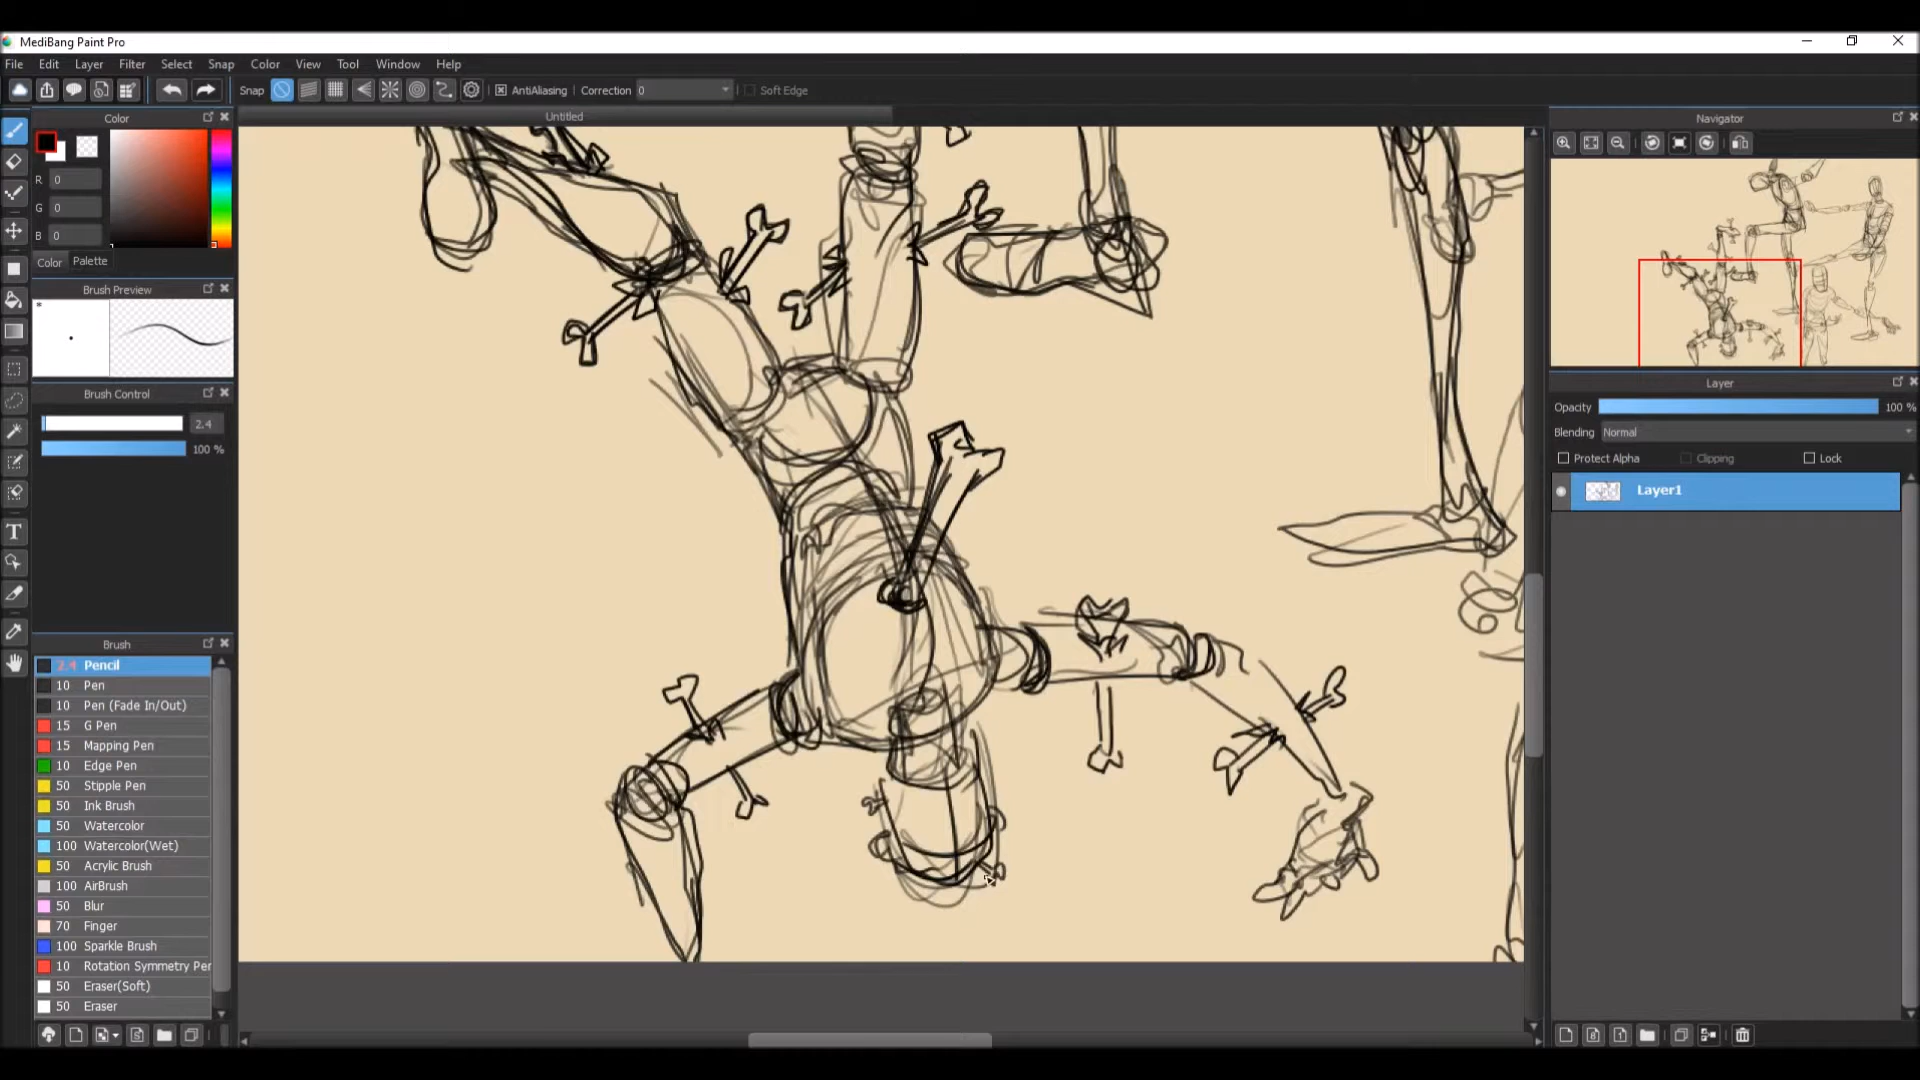 MediBang Paint Pro
File Edit Layer Filter Select Snap Color View Tool Window Help
Snap AntiAliasing Correction 0 Soft Edge
Color
Untitled
R 0
G 0
B 0
Color Palette
Brush Preview
*
Brush Control
2.4
100 %
Brush
2.4 Pencil
10 Pen
10 Pen (Fade In/Out)
15 G Pen
15 Mapping Pen
10 Edge Pen
50 Stipple Pen
50 Ink Brush
50 Watercolor
100 Watercolor(Wet)
50 Acrylic Brush
100 AirBrush
50 Blur
70 Finger
100 Sparkle Brush
10 Rotation Symmetry Per
50 Eraser(Soft)
50 Eraser
Navigator
Layer
Opacity 100 %
Blending Normal
Protect Alpha Clipping Lock
Layer1